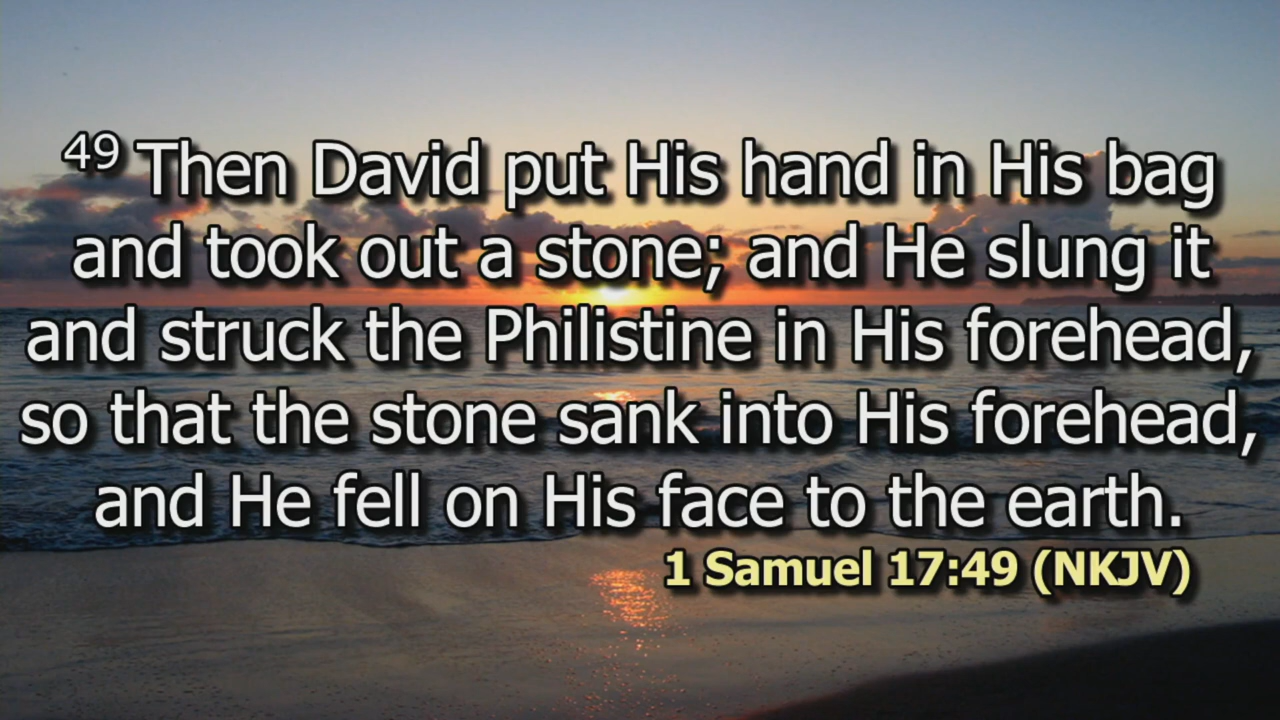 49 Then David put His hand in His bag
and took out a stone; and He slung it
and struck the Philistine in His forehead,
so that the stone sank into His forehead,
and He fell on His face to the earth.
1 Samuel 17:49 (NKJV)